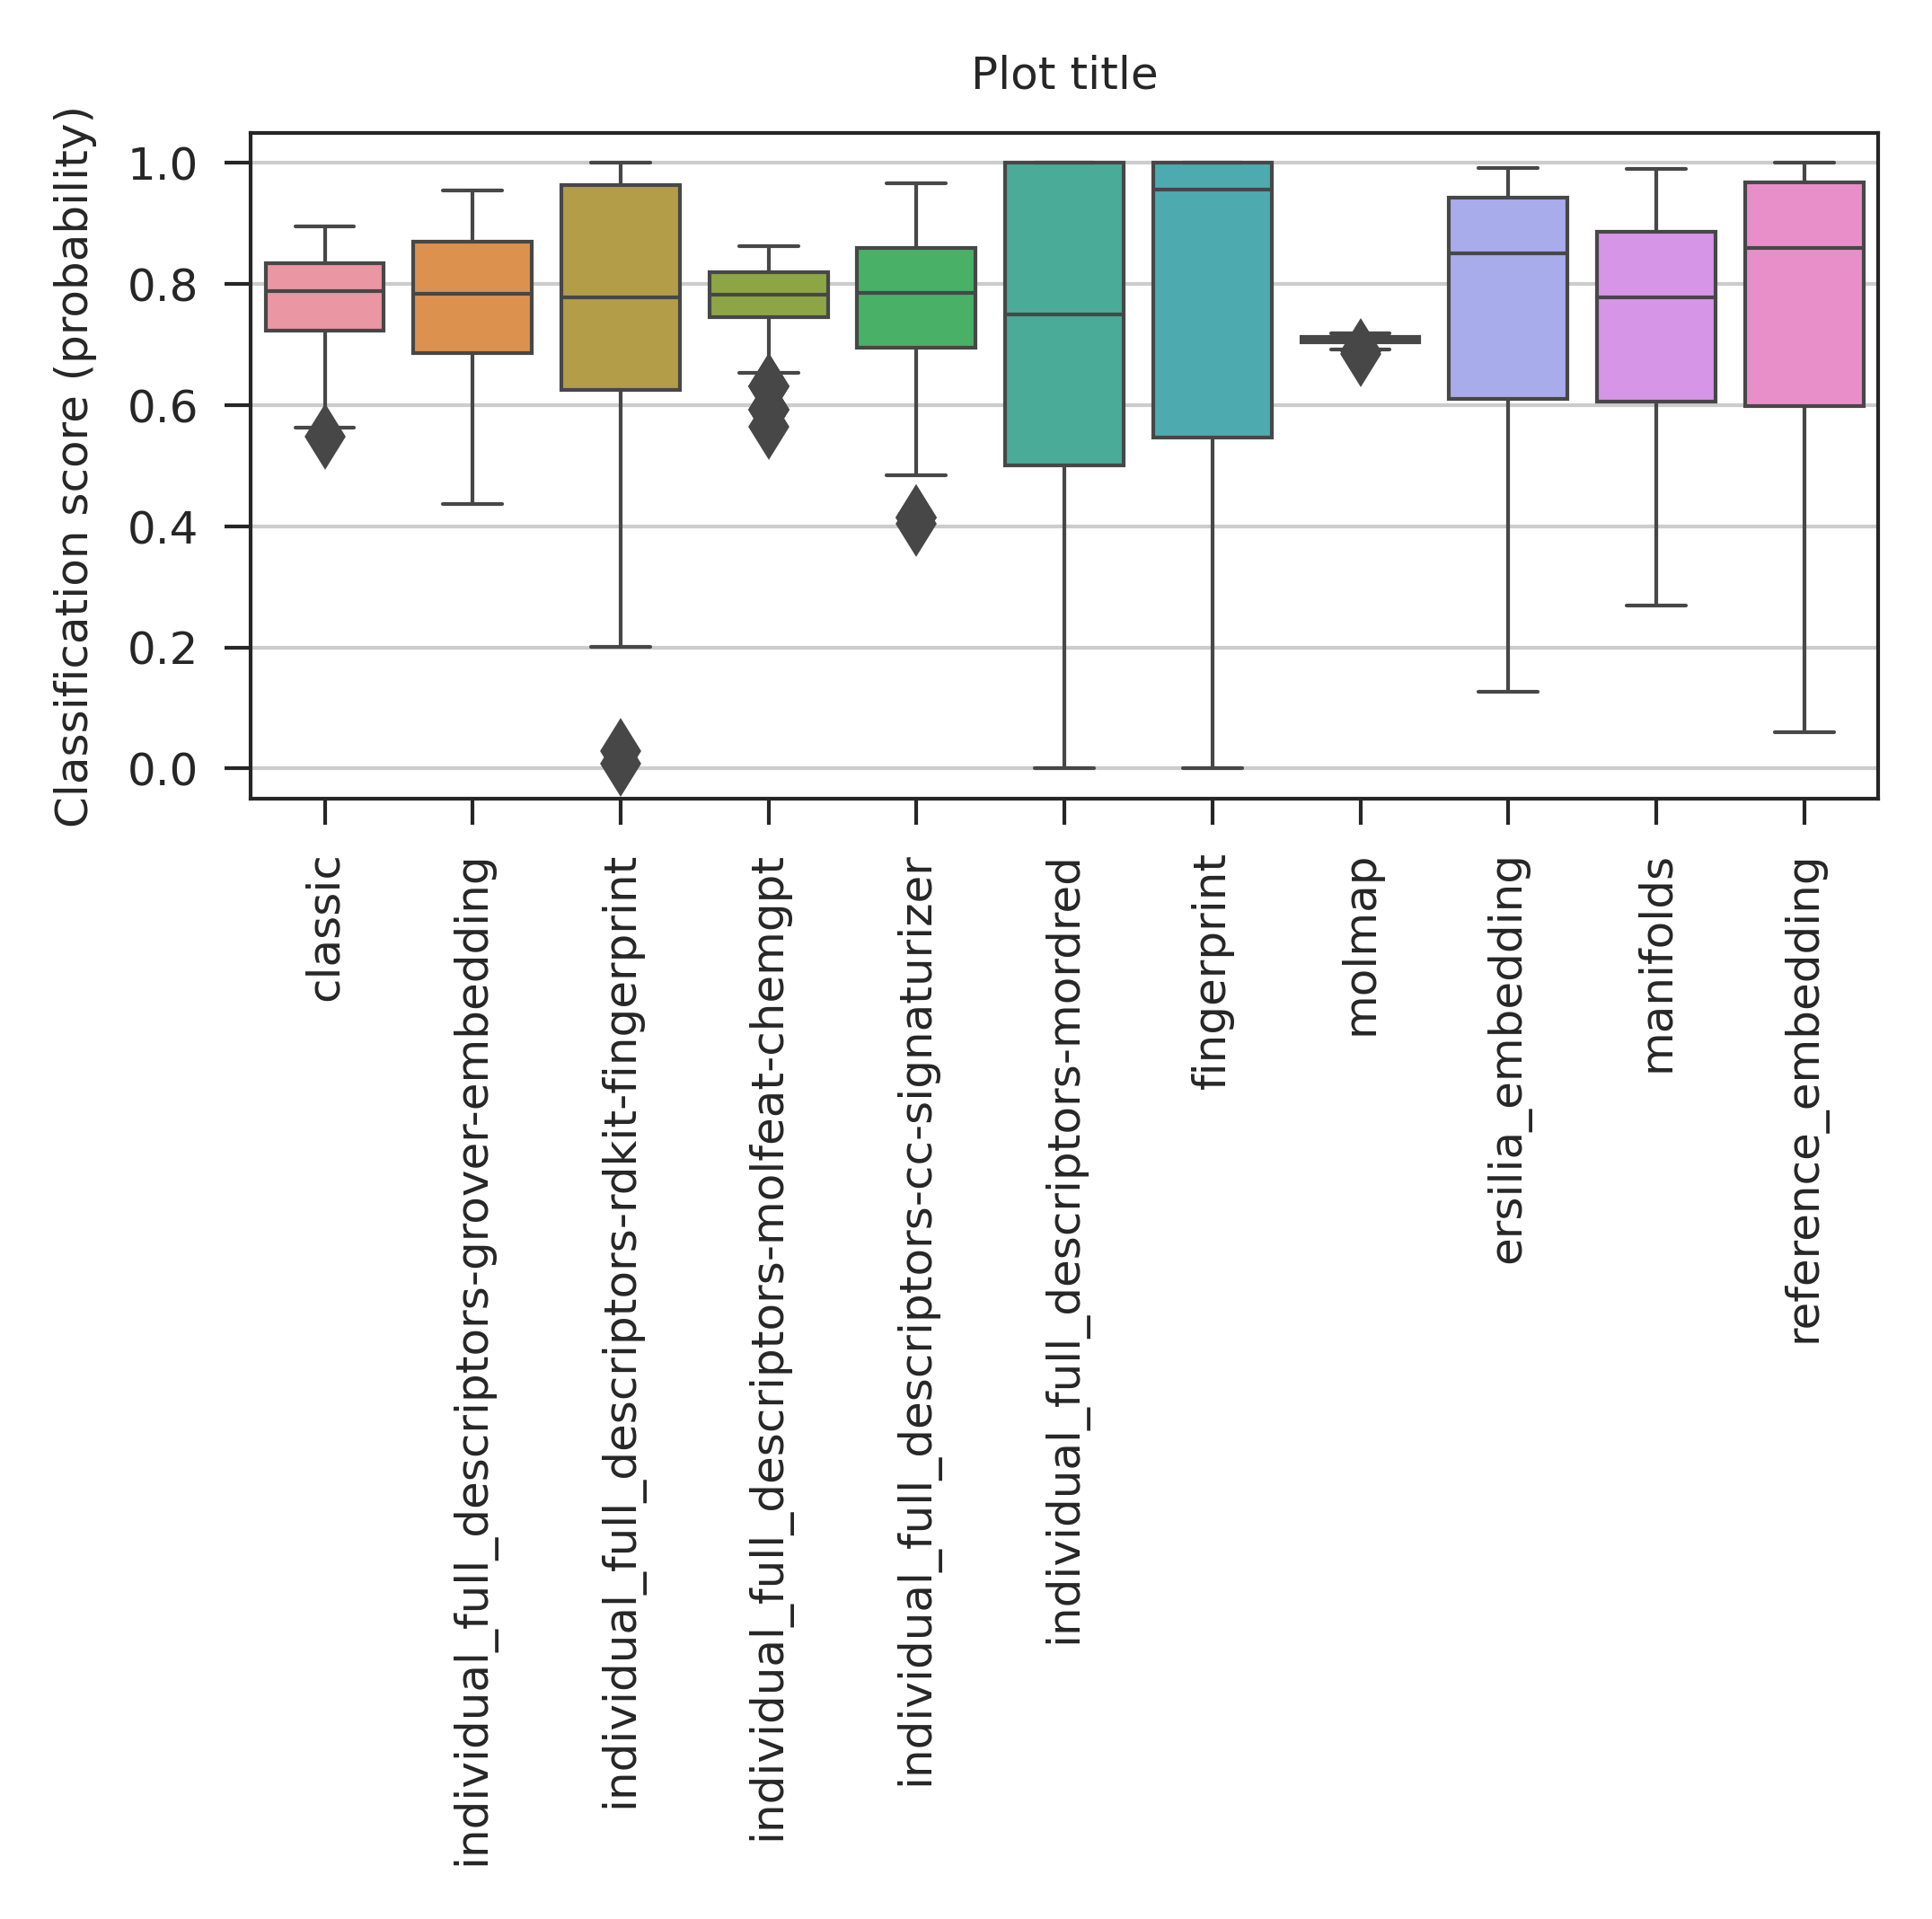 Plot title
Classification score (probability)
1.0
0.8
0.6
0.4
0.2
0.0
classic
individual_full_descriptors-grover-embedding
individual_full_descriptors-rdkit-fingerprint
individual_full_descriptors-molfeat-chemgpt
individual_full_descriptors-cc-signaturizer
individual_full_descriptors-mordred
fingerprint
molmap
ersilia_embedding
manifolds
reference_embedding